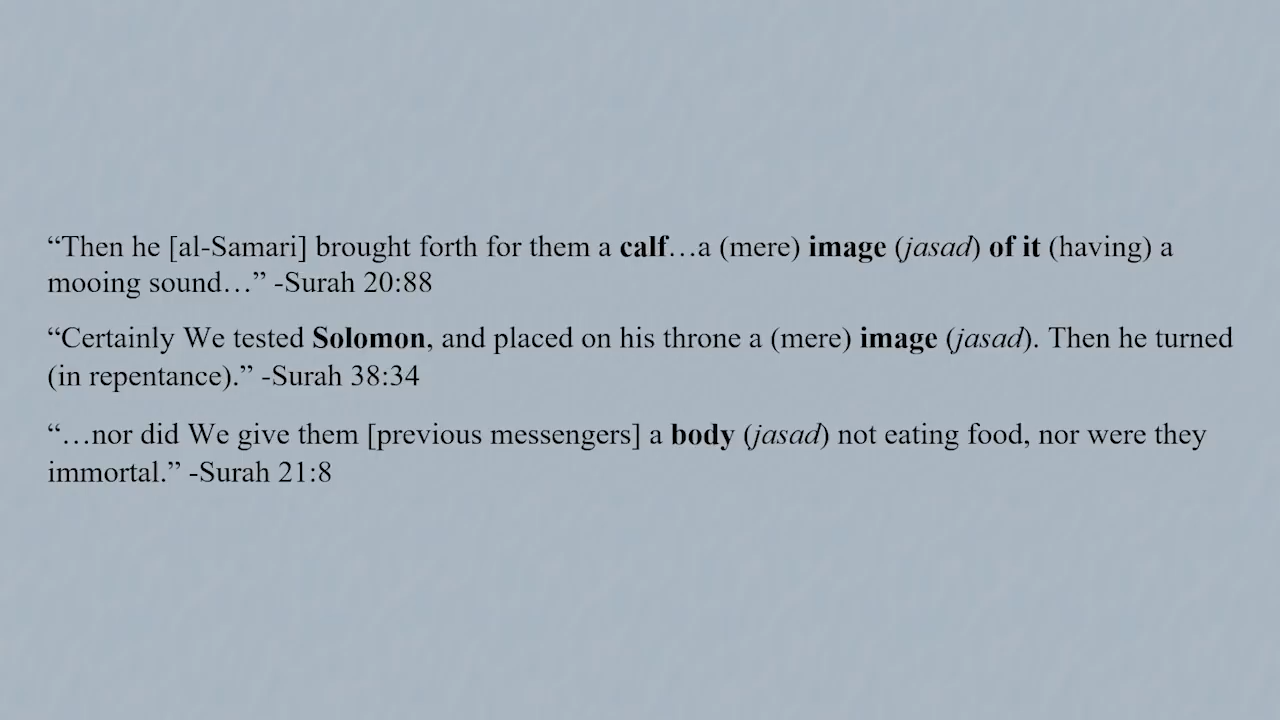 “Then he [al-Samari] brought forth for them a calf…a (mere) image (jasad) of it (having) a
mooing sound…” -Surah 20:88
“Certainly We tested Solomon, and placed on his throne a (mere) image (jasad). Then he turned
(in repentance).” -Surah 38:34
“…nor did We give them [previous messengers] a body (jasad) not eating food, nor were they
immortal.” -Surah 21:8